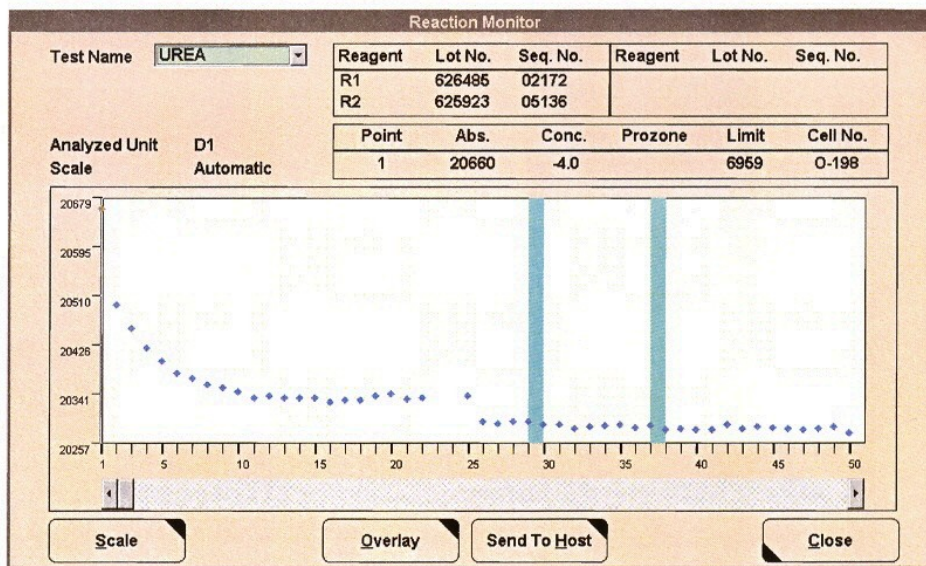 Reaction Monitor
Test Name UREA
Reagent Lot No. Seq. No. Reagent Lot No. Seq. No.
R1 626485 02172
R2 625923 05136
Analyzed Unit D1
Scale Automatic
Point Abs. Conc. Prozone Limit Cell No.
1 20660 -4.0 6959 O-198
20679
20595
20510
20426
20341
20257
1 5 10 15 20 25 30 35 40 45 50
Scale Overlay Send To Host Close